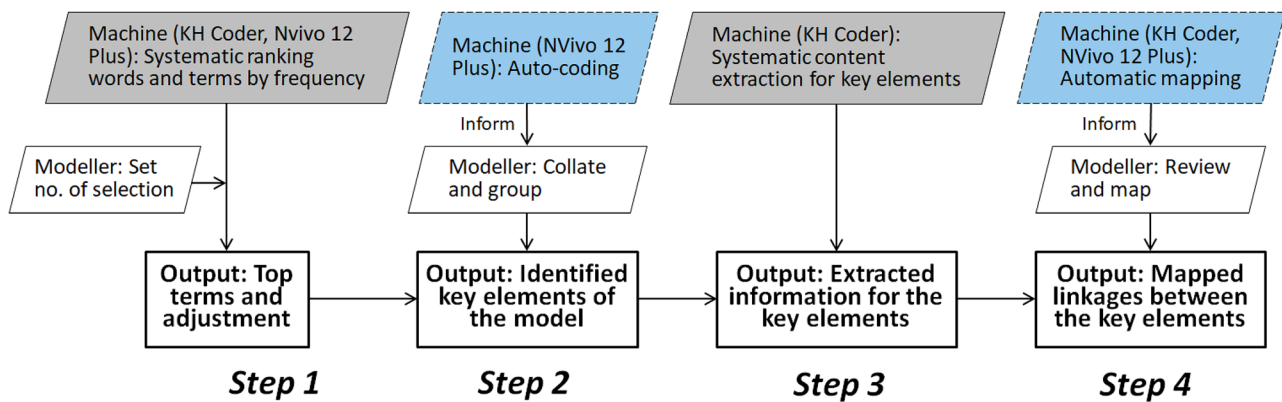 Machine (KH Coder, Nvivo 12
Plus): Systematic ranking
words and terms by frequency
Modeller: Set
no. of selection
Output: Top
terms and
adjustment
Step 1
Machine (NVivo 12
Plus): Auto-coding
Inform
Modeller: Collate
and group
Output: Identified
key elements of
the model
Step 2
Machine (KH Coder):
Systematic content
extraction for key elements
Output: Extracted
information for the
key elements
Step 3
Machine (KH Coder,
NVivo 12 Plus):
Automatic mapping
Inform
Modeller: Review
and map
Output: Mapped
linkages between
the key elements
Step 4